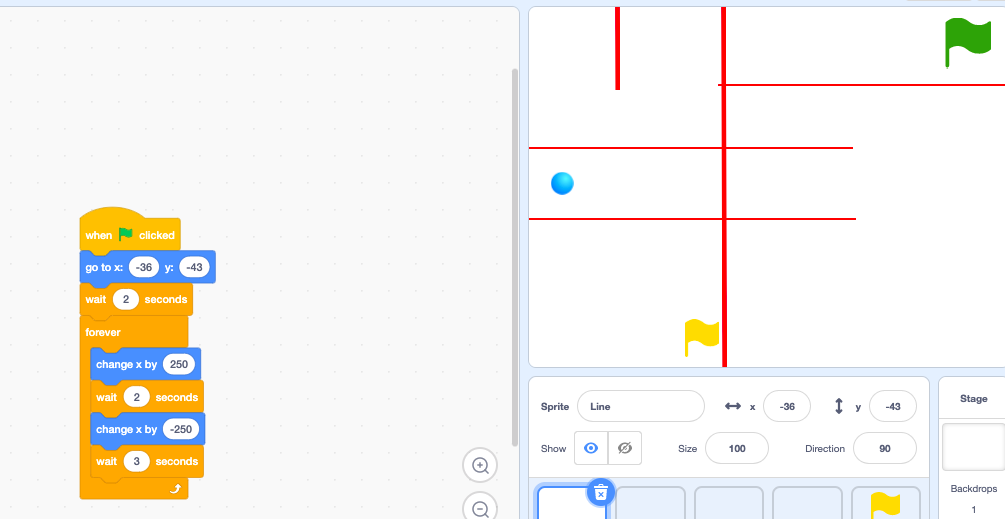 when clicked
go to x: -36 y: -43
wait 2 seconds
forever
change x by 250
wait 2 seconds
change x by -250
wait 3 seconds
Sprite Line x -36 y -43
Show Size 100 Direction 90
Stage
Backdrops
1